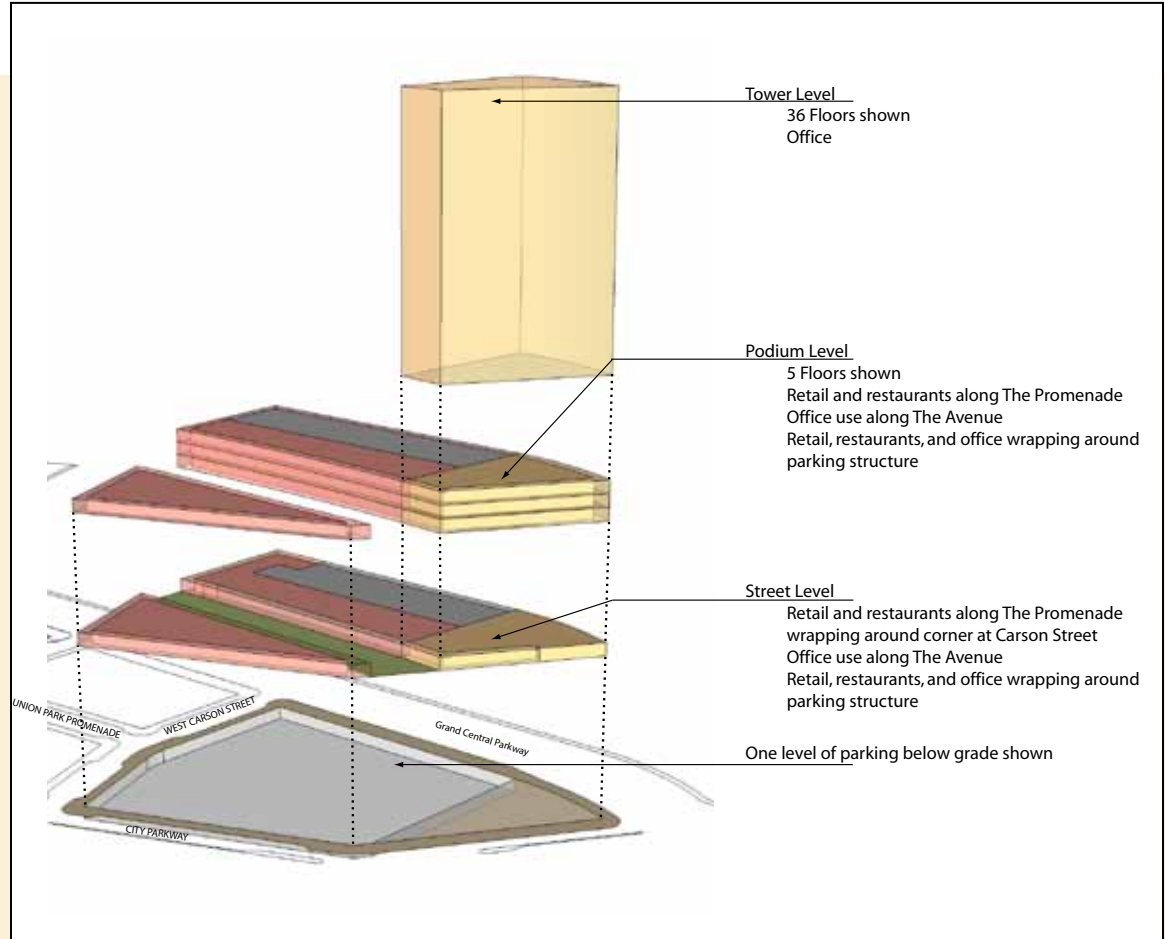 Tower Level
36 Floors shown
Office
Podium Level
5 Floors shown
Retail and restaurants along The Promenade
Office use along The Avenue
Retail, restaurants, and office wrapping around
parking structure
Street Level
Retail and restaurants along The Promenade
wrapping around corner at Carson Street
Office use along The Avenue
Retail, restaurants, and office wrapping around
parking structure
UNION PARK PROMENADE
WEST CARSON STREET
Grand Central Parkway
One level of parking below grade shown
CITY PARKWAY